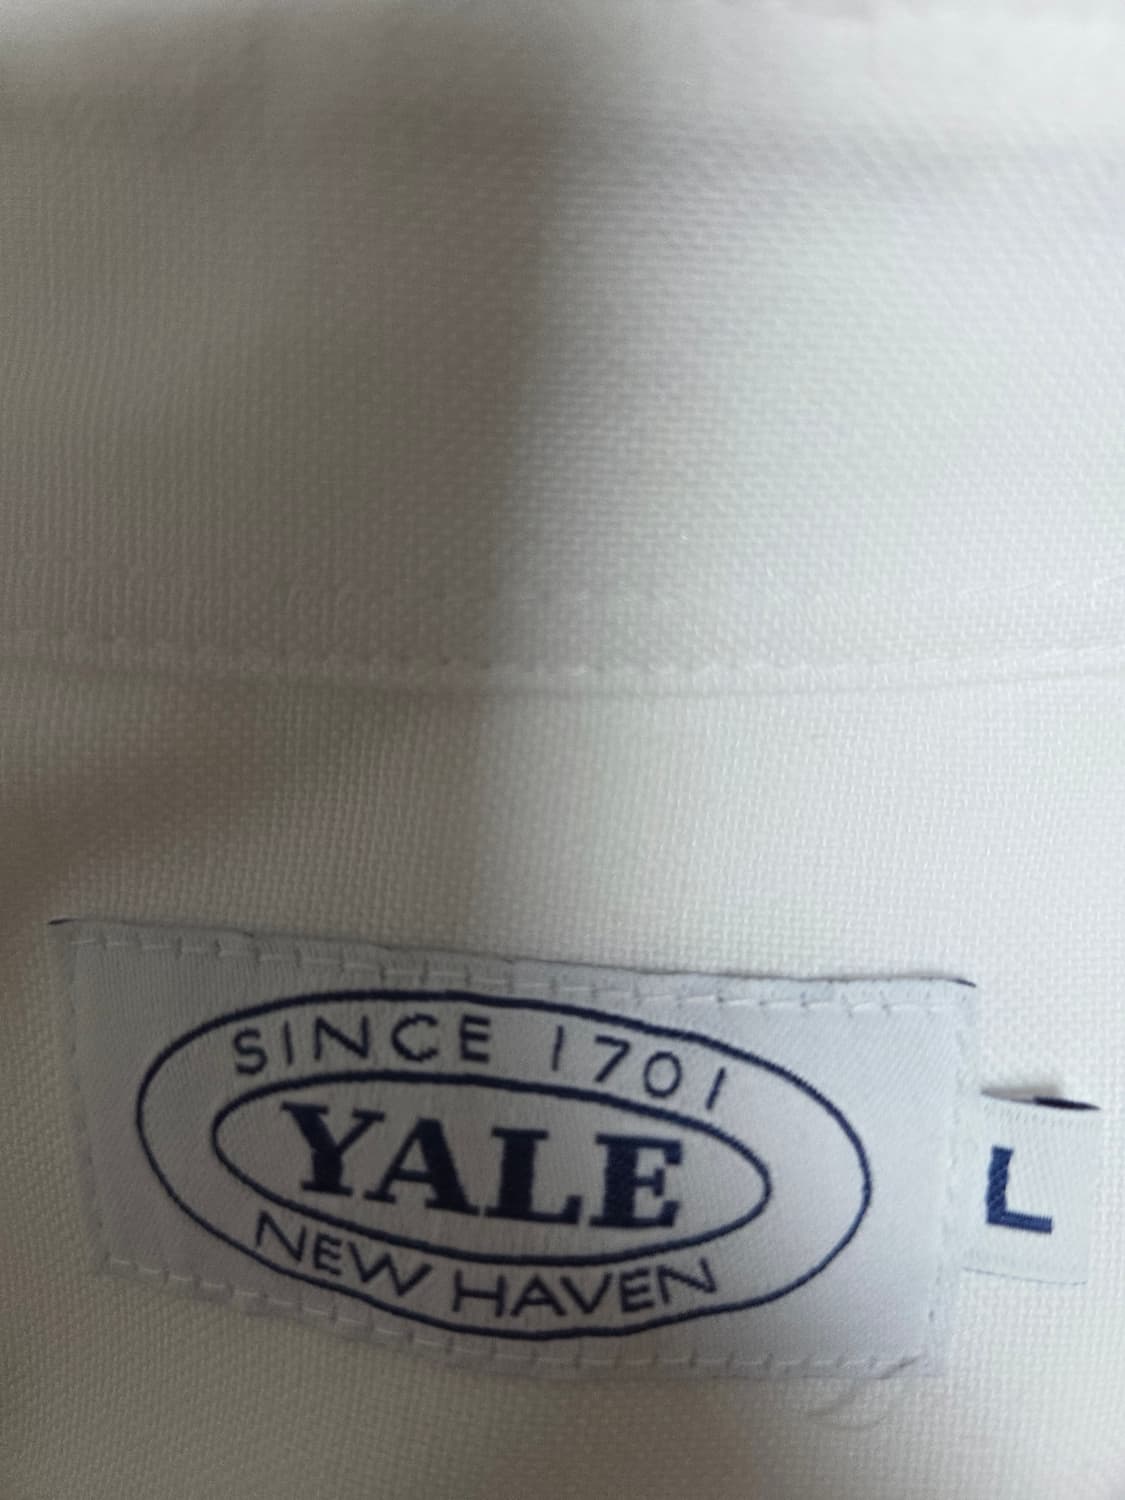 SINCE 1701
YALE
NEW HAVEN
L